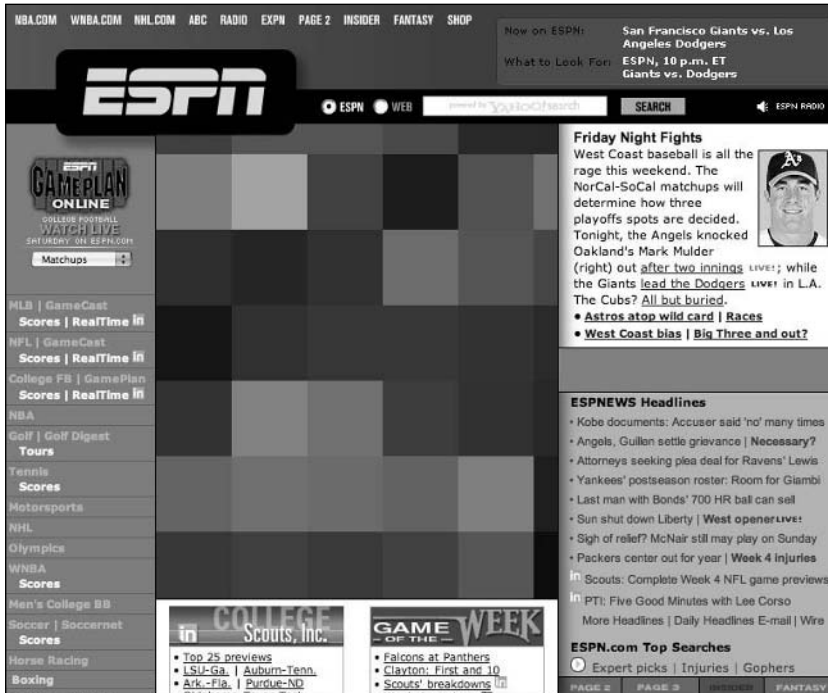 NBA.COM WNBA.COM NHL.COM ABC RADIO EXPN PAGE 2 INSIDER FANTASY SHOP
Now on ESPN: San Francisco Giants vs. Los Angeles Dodgers
What to Look For: ESPN, 10 p.m. ET
Giants vs. Dodgers
ESPN
ESPN WEB powered by YAHOO! search SEARCH ESPN RADIO
ESPN
GAMEPLAN
ONLINE
COLLEGE FOOTBALL
WATCH LIVE
SATURDAY ON ESPN.COM
Matchups
MLB | GameCast
Scores | RealTime in
NFL | GameCast
Scores | RealTime in
College FB | GamePlan
Scores | RealTime in
NBA
Golf | Golf Digest
Tours
Tennis
Scores
Motorsports
NHL
Olympics
WNBA
Scores
Men's College BB
Soccer | Soccernet
Scores
Horse Racing
Boxing
in COLLEGE
Scouts, Inc.
• Top 25 previews
• LSU-Ga. | Auburn-Tenn.
• Ark.-Fla. | Purdue-ND
GAME
OF THE
WEEK
• Falcons at Panthers
• Clayton: First and 10
• Scouts' breakdowns in
Friday Night Fights
West Coast baseball is all the
rage this weekend. The
NorCal-SoCal matchups will
determine how three
playoffs spots are decided.
Tonight, the Angels knocked
Oakland's Mark Mulder
(right) out after two innings LIVE!; while
the Giants lead the Dodgers LIVE! in L.A.
The Cubs? All but buried.
• Astros atop wild card | Races
• West Coast bias | Big Three and out?
ESPNEWS Headlines
• Kobe documents: Accuser said 'no' many times
• Angels, Guillen settle grievance | Necessary?
• Attorneys seeking plea deal for Ravens' Lewis
• Yankees' postseason roster: Room for Giambi
• Last man with Bonds' 700 HR ball can sell
• Sun shut down Liberty | West opener LIVE!
• Sigh of relief? McNair still may play on Sunday
• Packers center out for year | Week 4 injuries
in Scouts: Complete Week 4 NFL game previews
in PTI: Five Good Minutes with Lee Corso
More Headlines | Daily Headlines E-mail | Wire
ESPN.com Top Searches
Expert picks | Injuries | Gophers
PAGE 2 PAGE 3 INSIDER FANTASY